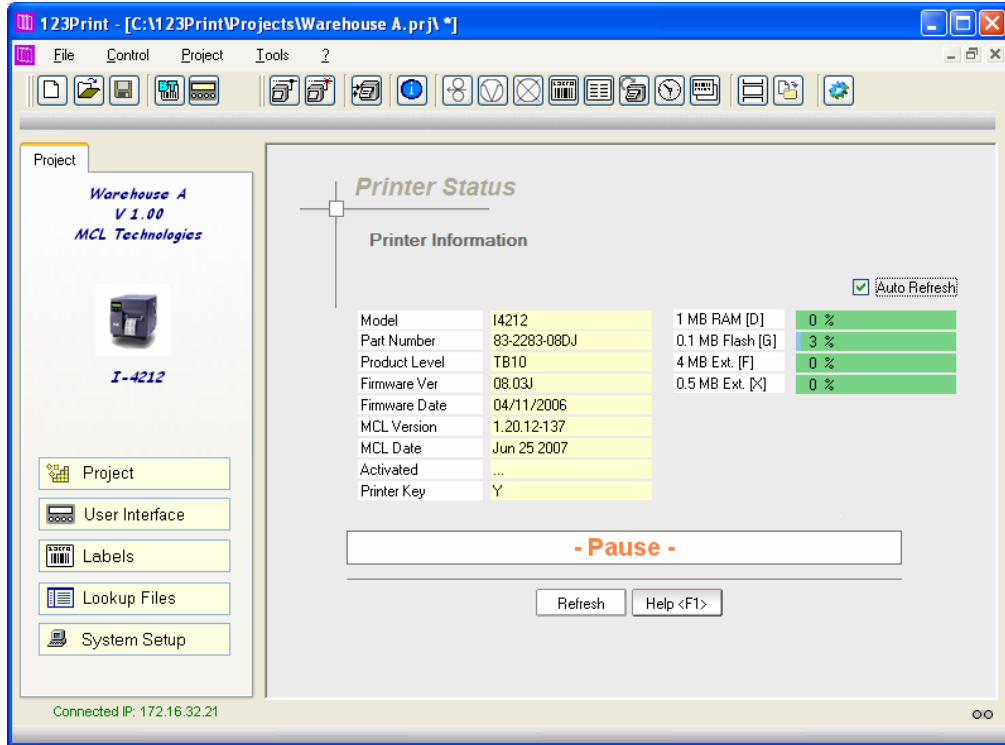 123Print - [C:\123Print\Projects\Warehouse A.prj\ *]
File Control Project Tools ?
Project
Warehouse A
V 1.00
MCL Technologies
I-4212
Project
User Interface
Labels
Lookup Files
System Setup
Printer Status
Printer Information
Auto Refresh
Model I4212
Part Number 83-2283-08DJ
Product Level TB10
Firmware Ver 08.03J
Firmware Date 04/11/2006
MCL Version 1.20.12-137
MCL Date Jun 25 2007
Activated ...
Printer Key Y
1 MB RAM [D] 0 %
0.1 MB Flash [G] 3 %
4 MB Ext. [F] 0 %
0.5 MB Ext. [X] 0 %
- Pause -
Refresh Help <F1>
Connected IP: 172.16.32.21